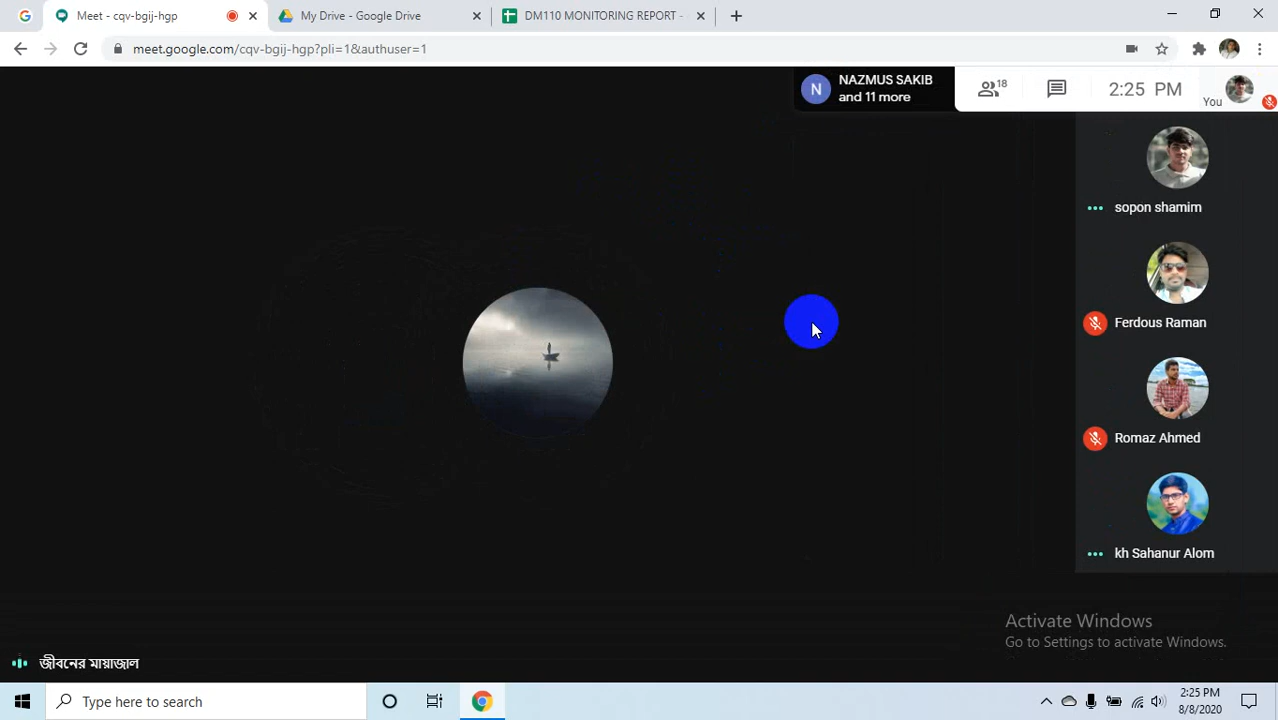 Meet - cqv-bgij-hgp
My Drive - Google Drive
DM110 MONITORING REPORT -
meet.google.com/cqv-bgij-hgp?pli=1&authuser=1
NAZMUS SAKIB
and 11 more
N
18
2:25 PM
You
sopon shamim
Ferdous Raman
Romaz Ahmed
kh Sahanur Alom
Activate Windows
Go to Settings to activate Windows.
জীবনের মায়াজাল
Type here to search
2:25 PM
8/8/2020